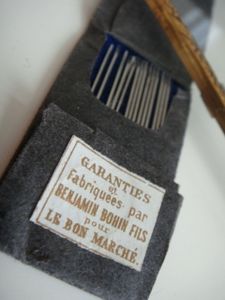 GARANTIES
et
Fabriquées par
BENJAMIN BOHIN FILS
pour
LE BON MARCHÉ.